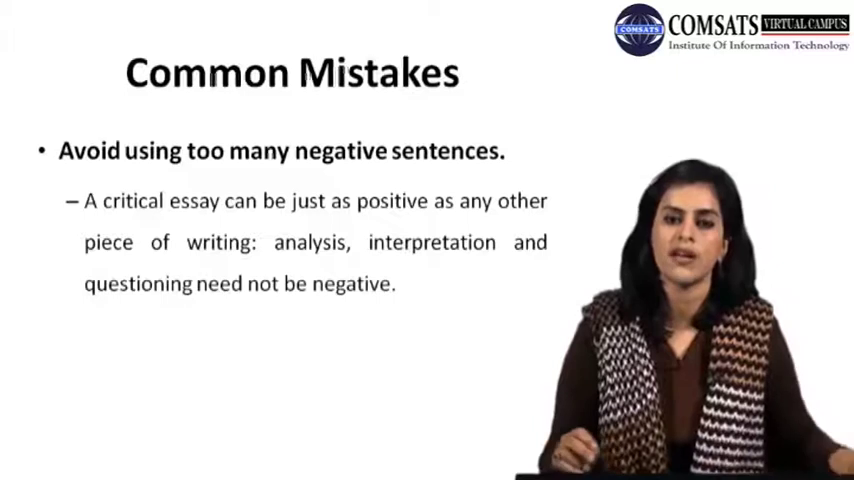 COMSATS VIRTUAL CAMPUS
COMSATS
Institute Of Information Technology
Common Mistakes
• Avoid using too many negative sentences.
– A critical essay can be just as positive as any other
piece of writing: analysis, interpretation and
questioning need not be negative.